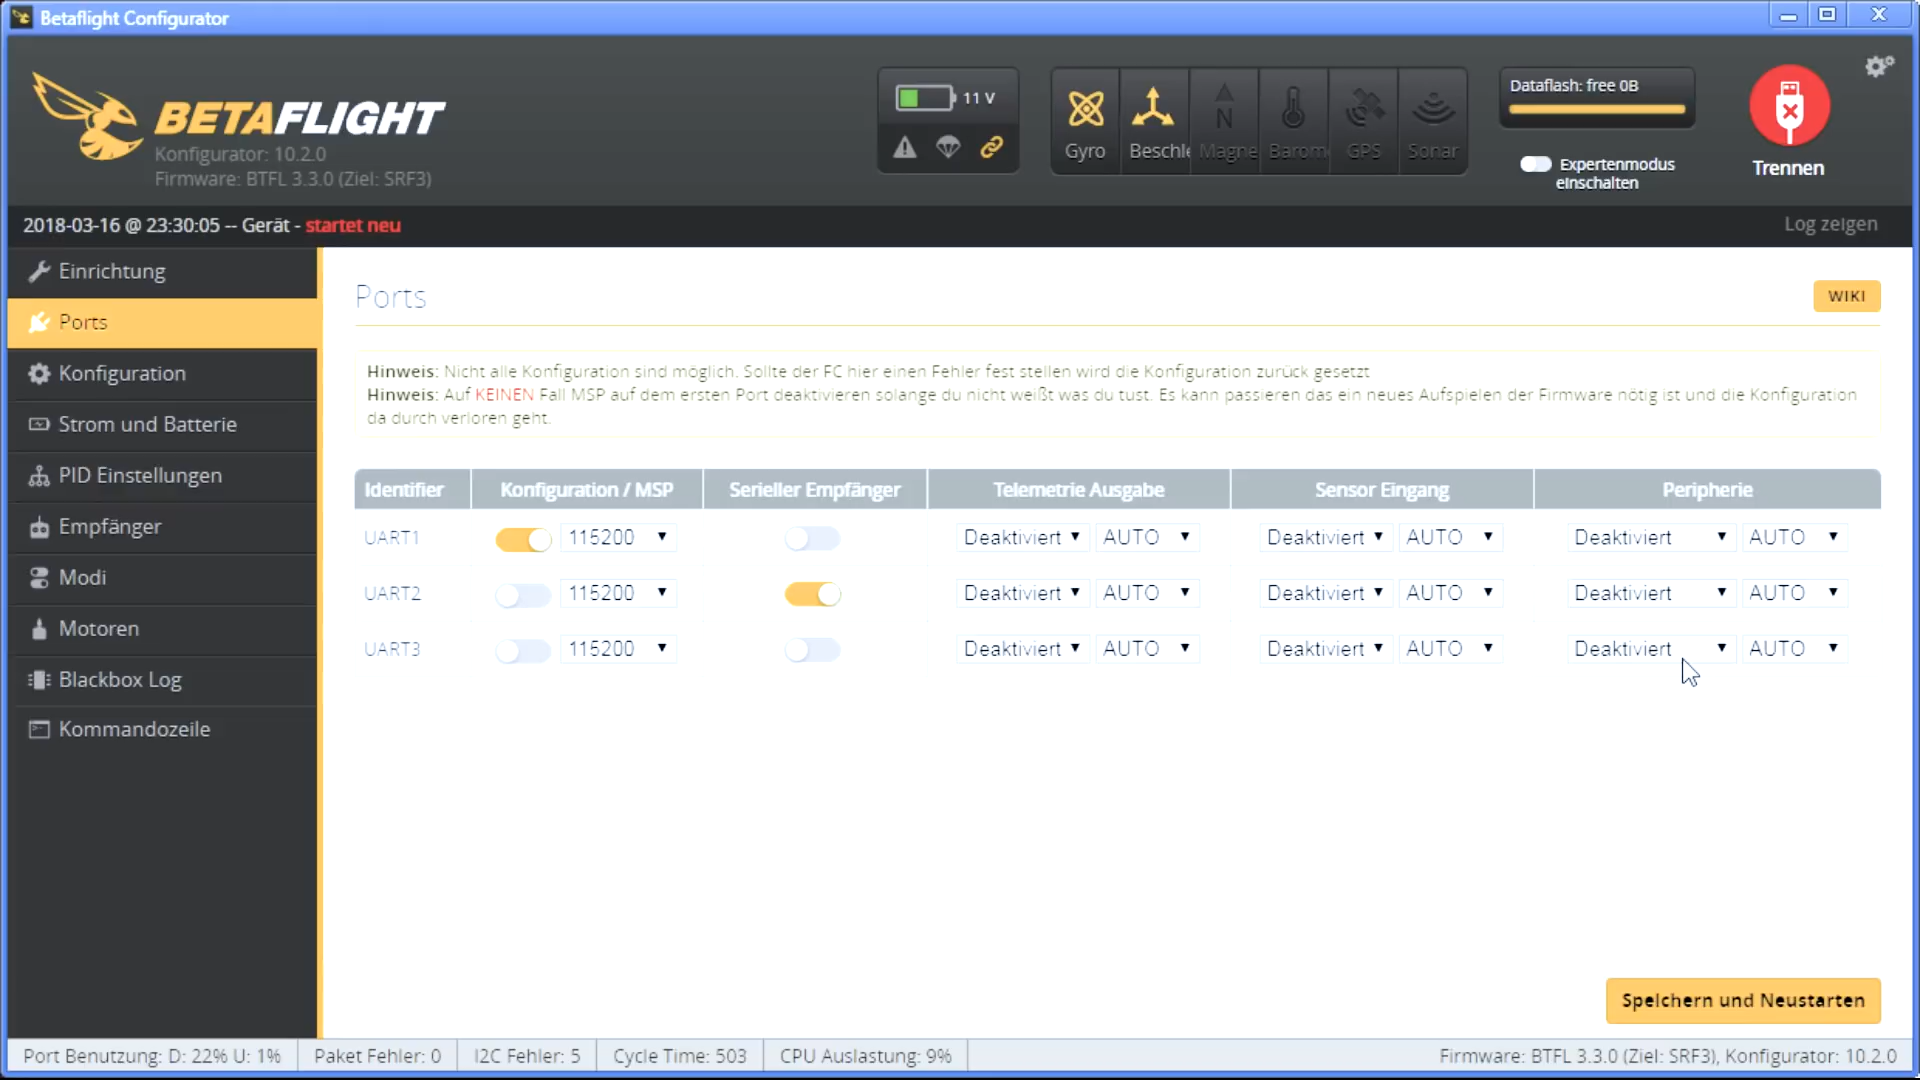 Betaflight Configurator
BETAFLIGHT
Konfigurator: 10.2.0
Firmware: BTFL 3.3.0 (Ziel: SRF3)
11 V
Gyro
Beschle
N
Magne
Barom
GPS
Sonar
Dataflash: free 0B
Expertenmodus
einschalten
Trennen
2018-03-16 @ 23:30:05 -- Gerät - startet neu
Log zeigen
Einrichtung
Ports
Konfiguration
Strom und Batterie
PID Einstellungen
Empfänger
Modi
Motoren
Blackbox Log
Kommandozeile
Ports
WIKI
Hinweis: Nicht alle Konfiguration sind möglich. Sollte der FC hier einen Fehler fest stellen wird die Konfiguration zurück gesetzt
Hinweis: Auf KEINEN Fall MSP auf dem ersten Port deaktivieren solange du nicht weißt was du tust. Es kann passieren das ein neues Aufspielen der Firmware nötig ist und die Konfiguration
da durch verloren geht.
Identifier Konfiguration / MSP Serieller Empfänger Telemetrie Ausgabe Sensor Eingang Peripherie
UART1 115200 Deaktiviert AUTO Deaktiviert AUTO Deaktiviert AUTO
UART2 115200 Deaktiviert AUTO Deaktiviert AUTO Deaktiviert AUTO
UART3 115200 Deaktiviert AUTO Deaktiviert AUTO Deaktiviert AUTO
Speichern und Neustarten
Port Benutzung: D: 22% U: 1% Paket Fehler: 0 I2C Fehler: 5 Cycle Time: 503 CPU Auslastung: 9% Firmware: BTFL 3.3.0 (Ziel: SRF3), Konfigurator: 10.2.0